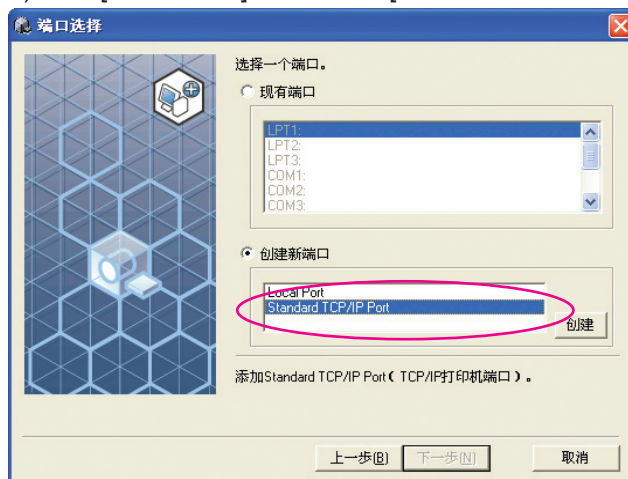 端口选择
选择一个端口。
现有端口
LPT1:
LPT2:
LPT3:
COM1:
COM2:
COM3:
创建新端口
Local Port
Standard TCP/IP Port
创建
添加Standard TCP/IP Port（TCP/IP打印机端口）。
上一步(B) 下一步(N) 取消